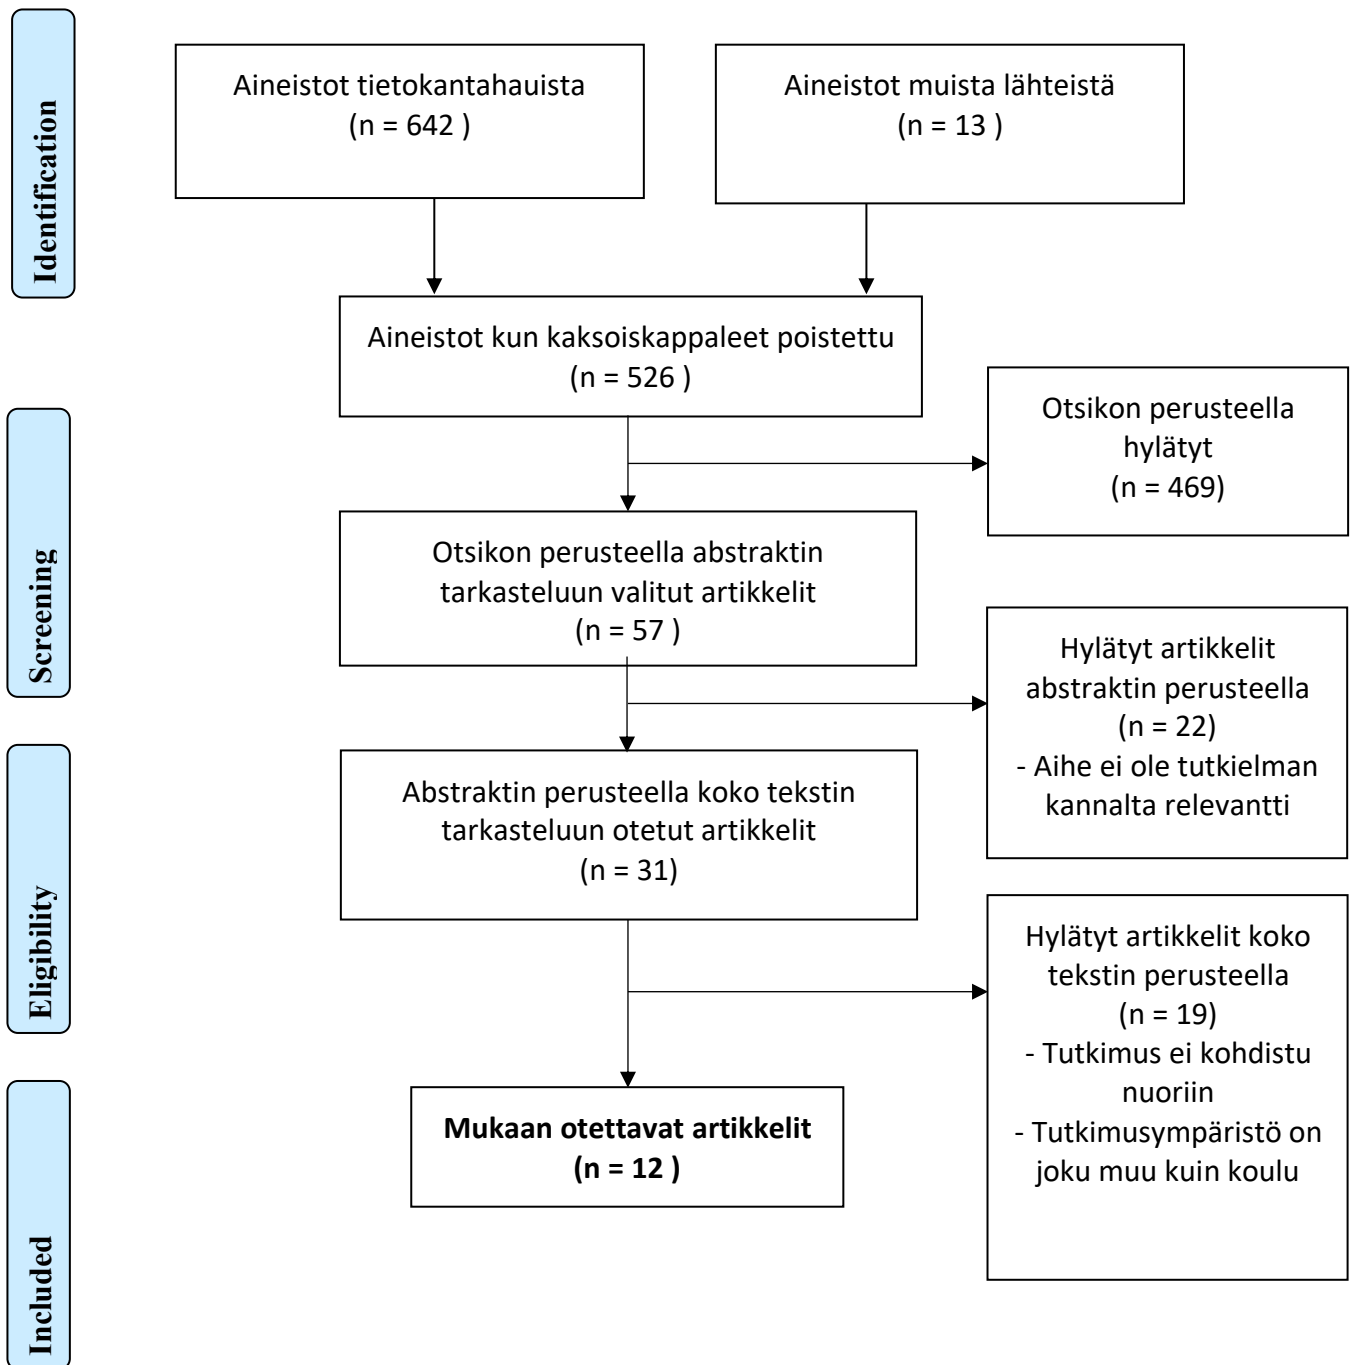 Identification
Aineistot tietokantahauista
(n = 642 )
Aineistot muista lähteistä
(n = 13 )
Aineistot kun kaksoiskappaleet poistettu
(n = 526 )
Otsikon perusteella
hylätyt
(n = 469)
Screening
Otsikon perusteella abstraktin
tarkasteluun valitut artikkelit
(n = 57 )
Hylätyt artikkelit
abstraktin perusteella
(n = 22)
- Aihe ei ole tutkielman
kannalta relevantti
Eligibility
Abstraktin perusteella koko tekstin
tarkasteluun otetut artikkelit
(n = 31)
Hylätyt artikkelit koko
tekstin perusteella
(n = 19)
- Tutkimus ei kohdistu
nuoriin
- Tutkimusympäristö on
joku muu kuin koulu
Included
Mukaan otettavat artikkelit
(n = 12 )